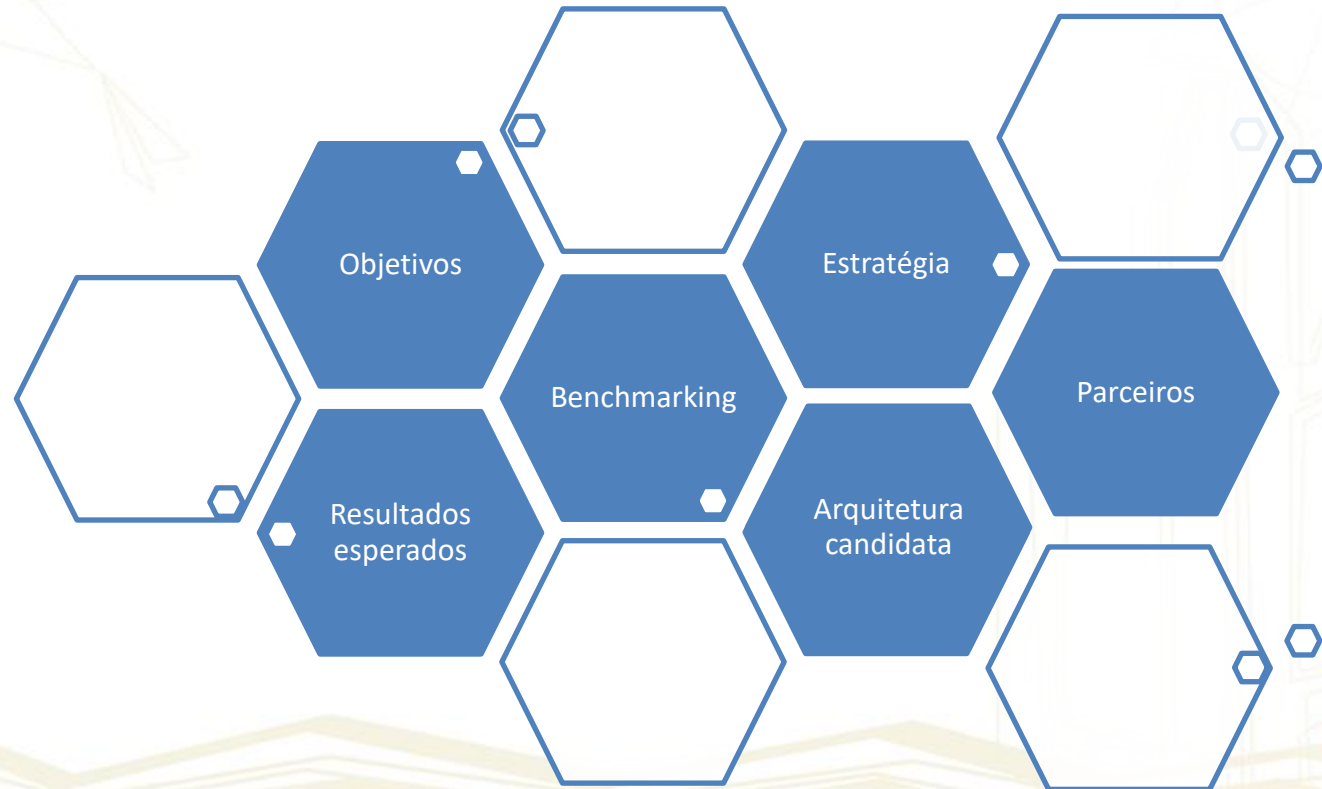 Objetivos
Estratégia
Benchmarking
Parceiros
Resultados
esperados
Arquitetura
candidata